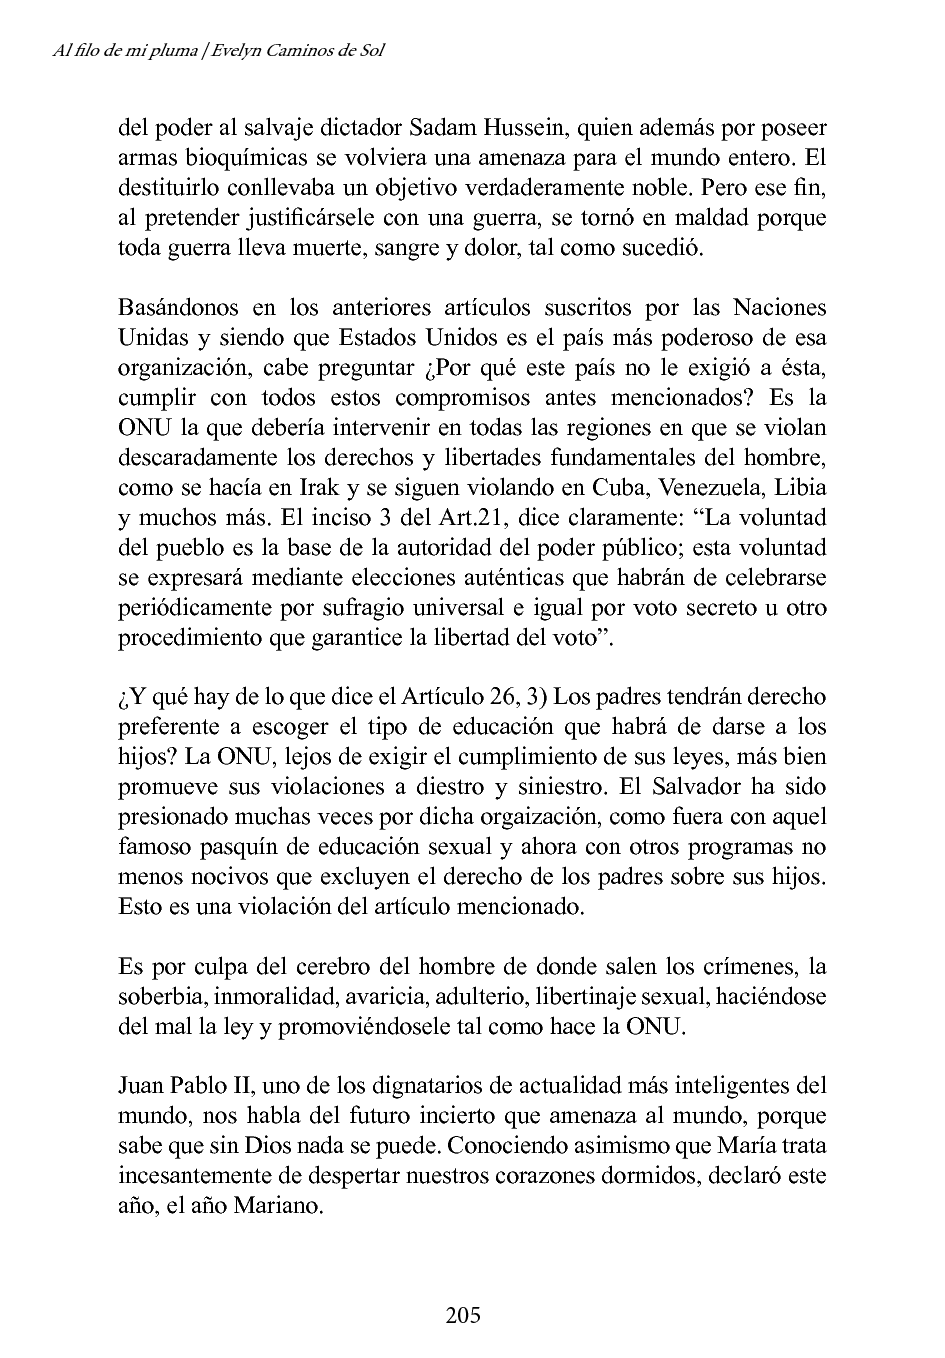 Al filo de mi pluma | Evelyn Caminos de Sol
del poder al salvaje dictador Sadam Hussein, quien además por poseer
armas bioquímicas se volviera una amenaza para el mundo entero. El
destituirlo conllevaba un objetivo verdaderamente noble. Pero ese fin,
al pretender justificársele con una guerra, se tornó en maldad porque
toda guerra lleva muerte, sangre y dolor, tal como sucedió.
Basándonos en los anteriores artículos suscritos por las Naciones
Unidas y siendo que Estados Unidos es el país más poderoso de esa
organización, cabe preguntar ¿Por qué este país no le exigió a ésta,
cumplir con todos estos compromisos antes mencionados? Es la
ONU la que debería intervenir en todas las regiones en que se violan
descaradamente los derechos y libertades fundamentales del hombre,
como se hacía en Irak y se siguen violando en Cuba, Venezuela, Libia
y muchos más. El inciso 3 del Art.21, dice claramente: “La voluntad
del pueblo es la base de la autoridad del poder público; esta voluntad
se expresará mediante elecciones auténticas que habrán de celebrarse
periódicamente por sufragio universal e igual por voto secreto u otro
procedimiento que garantice la libertad del voto”.
¿Y qué hay de lo que dice el Artículo 26, 3) Los padres tendrán derecho
preferente a escoger el tipo de educación que habrá de darse a los
hijos? La ONU, lejos de exigir el cumplimiento de sus leyes, más bien
promueve sus violaciones a diestro y siniestro. El Salvador ha sido
presionado muchas veces por dicha orgaización, como fuera con aquel
famoso pasquín de educación sexual y ahora con otros programas no
menos nocivos que excluyen el derecho de los padres sobre sus hijos.
Esto es una violación del artículo mencionado.
Es por culpa del cerebro del hombre de donde salen los crímenes, la
soberbia, inmoralidad, avaricia, adulterio, libertinaje sexual, haciéndose
del mal la ley y promoviéndosele tal como hace la ONU.
Juan Pablo II, uno de los dignatarios de actualidad más inteligentes del
mundo, nos habla del futuro incierto que amenaza al mundo, porque
sabe que sin Dios nada se puede. Conociendo asimismo que María trata
incesantemente de despertar nuestros corazones dormidos, declaró este
año, el año Mariano.
205